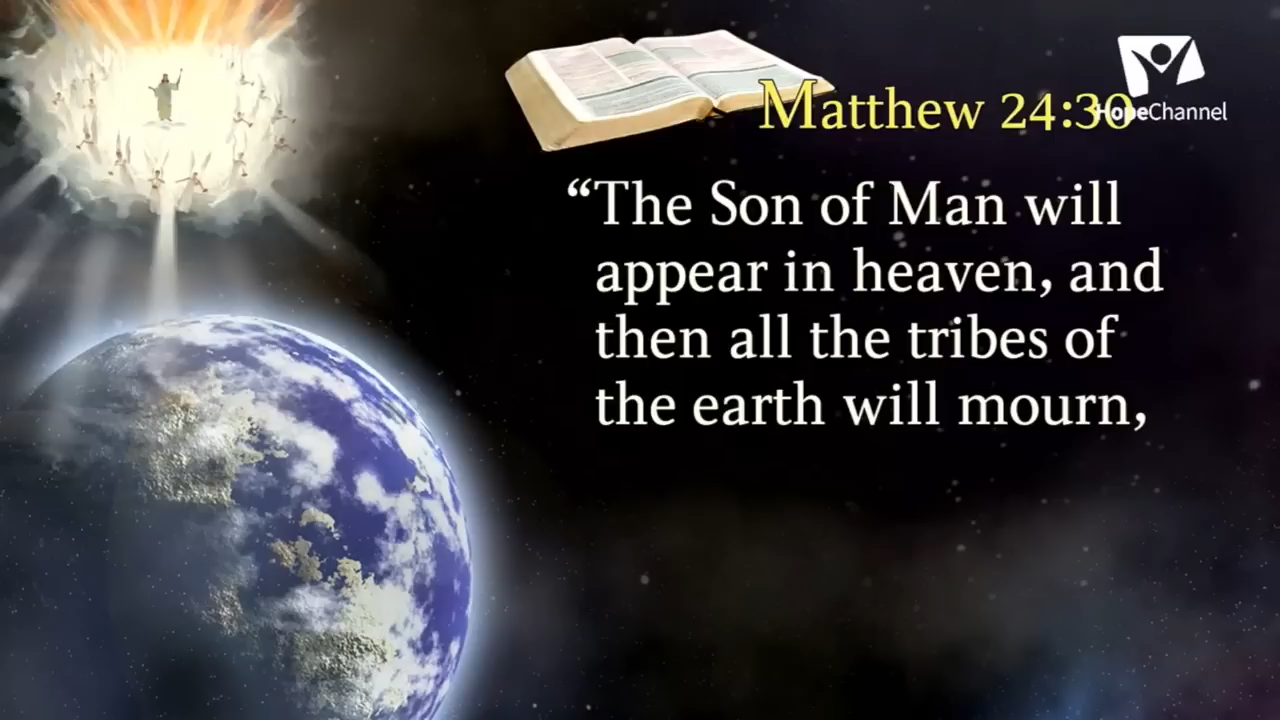 Matthew 24:30
HopeChannel
“The Son of Man will
appear in heaven, and
then all the tribes of
the earth will mourn,